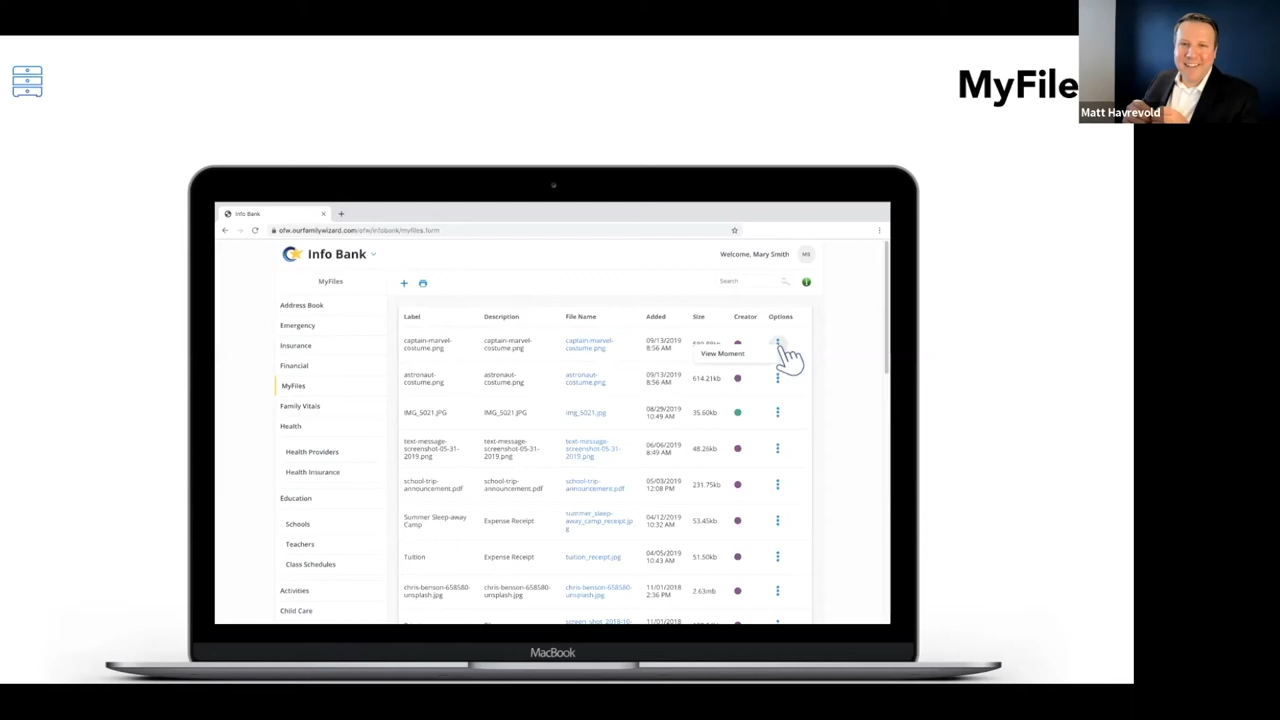 MyFile
Matt Havrevold
Info Bank
ofw.ourfamilywizard.com/ofw/infobank/myfiles.form
Info Bank
Welcome, Mary Smith
MS
MyFiles
Search
Address Book
Emergency
Insurance
Financial
MyFiles
Family Vitals
Health
Health Providers
Health Insurance
Education
Schools
Teachers
Class Schedules
Activities
Child Care
Label Description File Name Added Size Creator Options
captain-marvel- captain-marvel- captain-marvel- 09/13/2019
costume.png costume.png costume.png 8:56 AM
View Moment
astronaut- astronaut- astronaut- 09/13/2019 614.21kb
costume.png costume.png costume.png 8:56 AM
IMG_5021.JPG IMG_5021.JPG img_5021.jpg 08/29/2019 35.60kb
10:49 AM
text-message- text-message- text-message- 06/06/2019 48.26kb
screenshot-05-31- screenshot-05-31- screenshot-05-31- 8:49 AM
2019.png 2019.png 2019.png
school-trip- school-trip- school-trip- 05/03/2019 231.75kb
announcement.pdf announcement.pdf announcement.pdf 12:08 PM
Summer Sleep-away Expense Receipt summer_sleep- 04/12/2019 53.45kb
Camp away_camp_receipt.jp 10:32 AM
g
Tuition Expense Receipt tuition_receipt.jpg 04/05/2019 51.50kb
10:43 AM
chris-benson-658580- chris-benson-658580- chris-benson-658580- 11/01/2018 2.63mb
unsplash.jpg unsplash.jpg unsplash.jpg 2:36 PM
screen_shot_2018-10- 11/01/2018
MacBook